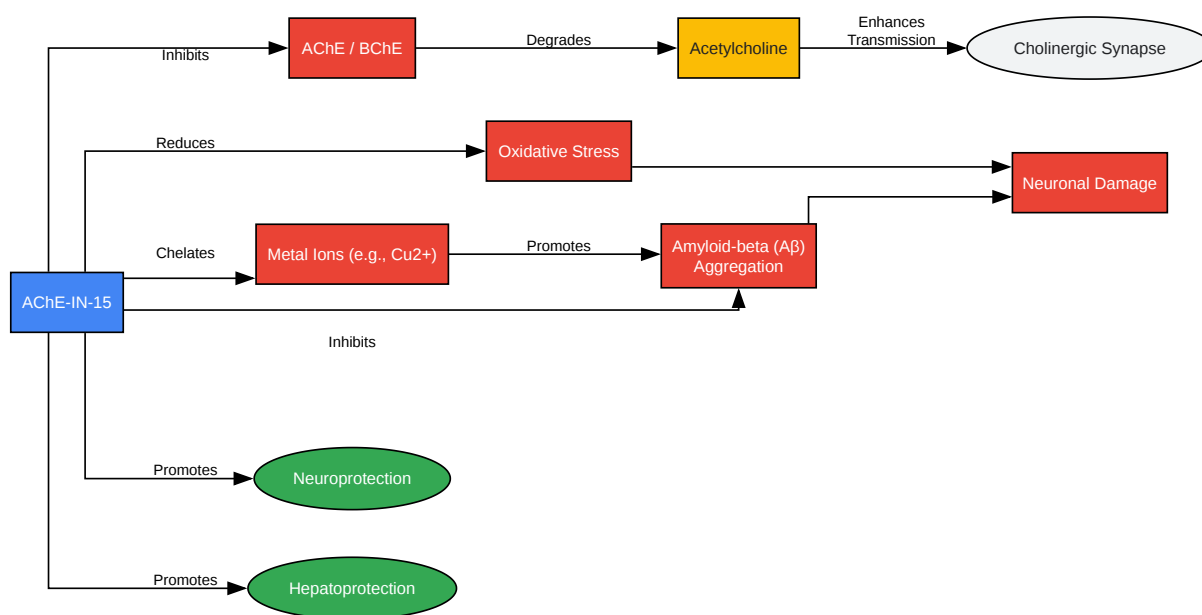 Inhibits
AChE / BChE
Degrades
Acetylcholine
Enhances
Transmission
Cholinergic Synapse
Reduces
Oxidative Stress
Neuronal Damage
Chelates
Metal Ions (e.g., Cu2+)
Promotes
Amyloid-beta (Aβ)
Aggregation
AChE-IN-15
Inhibits
Promotes
Neuroprotection
Promotes
Hepatoprotection